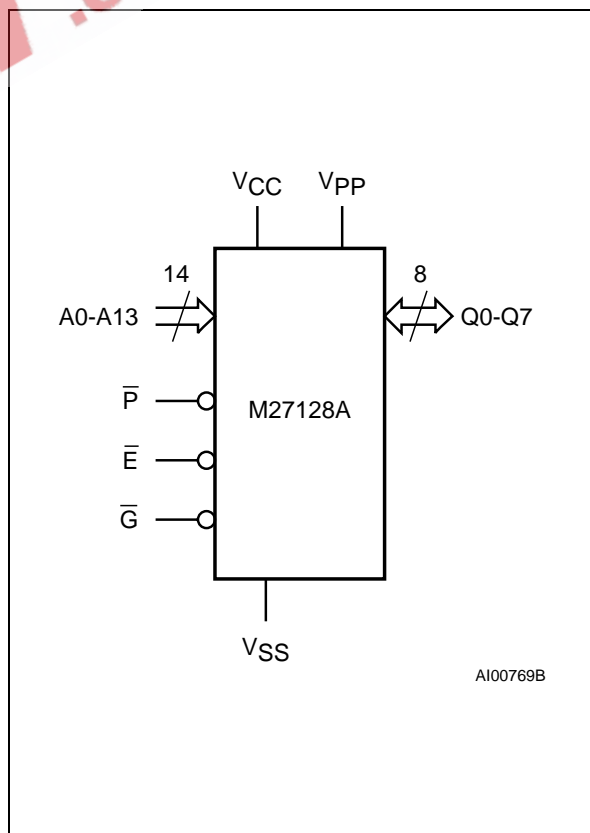 VCC VPP
14 8
A0-A13 Q0-Q7
P̅
M27128A
E̅
G̅
VSS
AI00769B